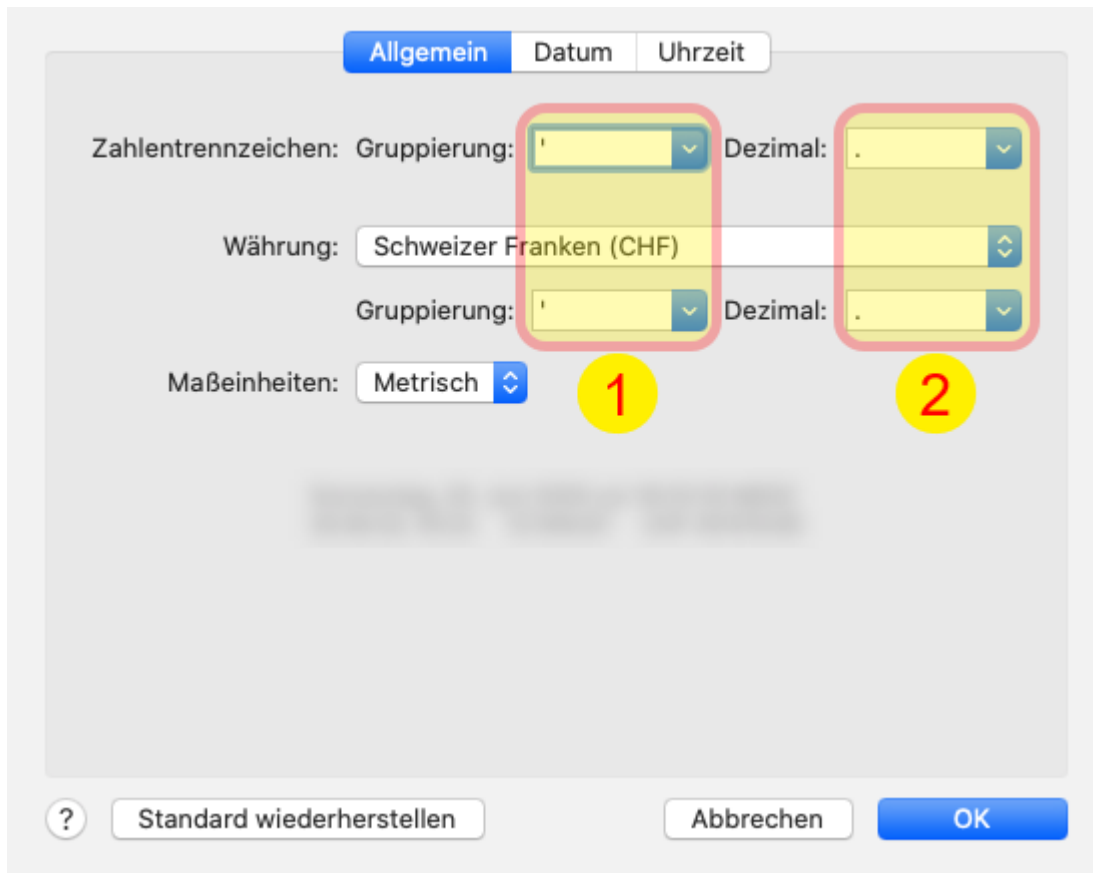 Allgemein Datum Uhrzeit
Zahlentrennzeichen: Gruppierung: ' Dezimal: .
Währung: Schweizer Franken (CHF)
Gruppierung: ' Dezimal: .
Maßeinheiten: Metrisch
1 2
? Standard wiederherstellen Abbrechen OK